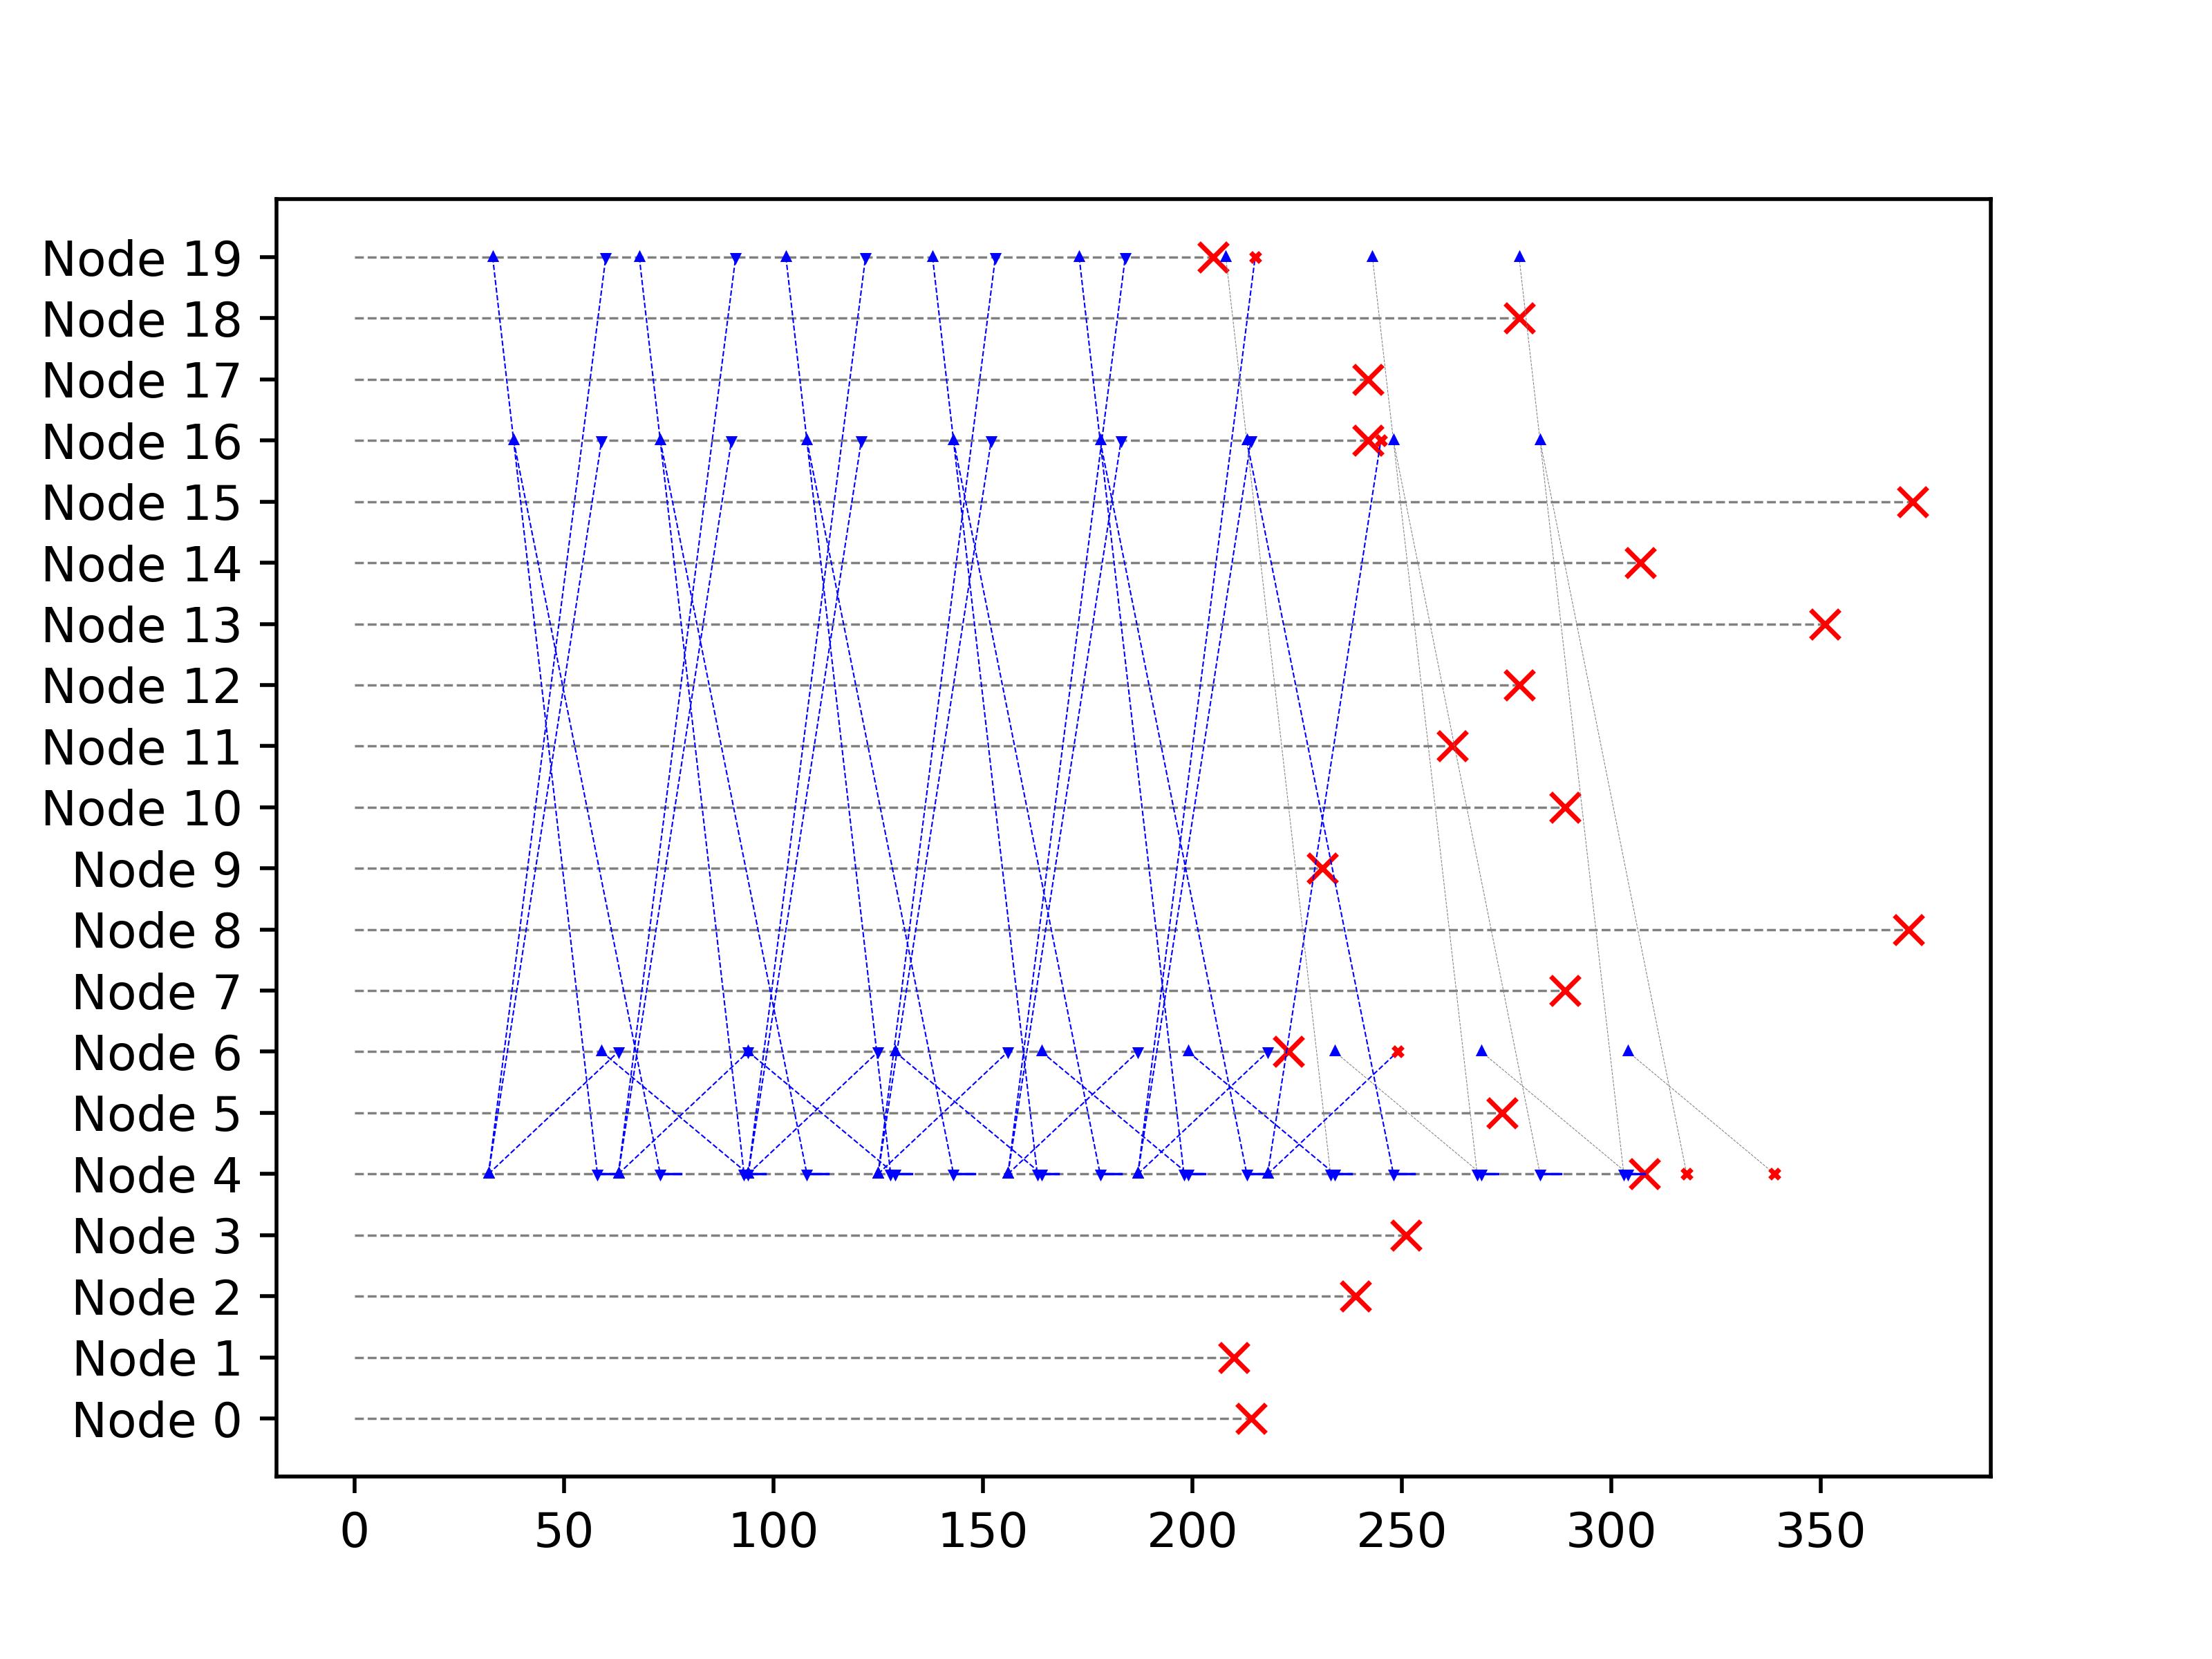 Node 19
Node 18
Node 17
Node 16
Node 15
Node 14
Node 13
Node 12
Node 11
Node 10
Node 9
Node 8
Node 7
Node 6
Node 5
Node 4
Node 3
Node 2
Node 1
Node 0
0 50 100 150 200 250 300 350